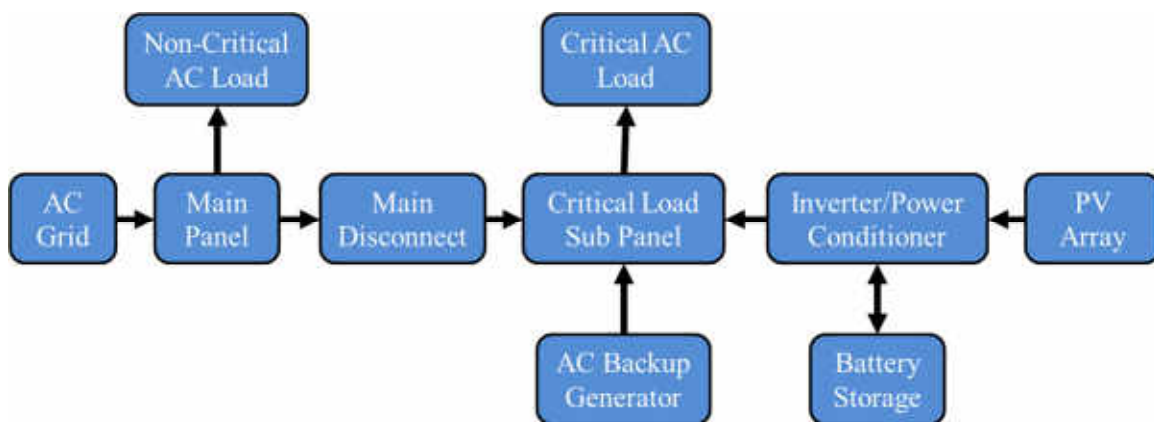 Non-Critical
AC Load
Critical AC
Load
AC
Grid
Main
Panel
Main
Disconnect
Critical Load
Sub Panel
Inverter/Power
Conditioner
PV
Array
AC Backup
Generator
Battery
Storage